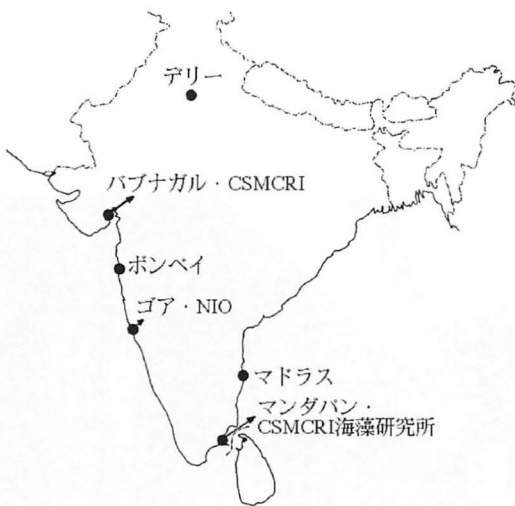 デリー
バブナガル・CSMCRI
ボンベイ
ゴア・NIO
マドラス
マンダパン・
CSMCRI海藻研究所